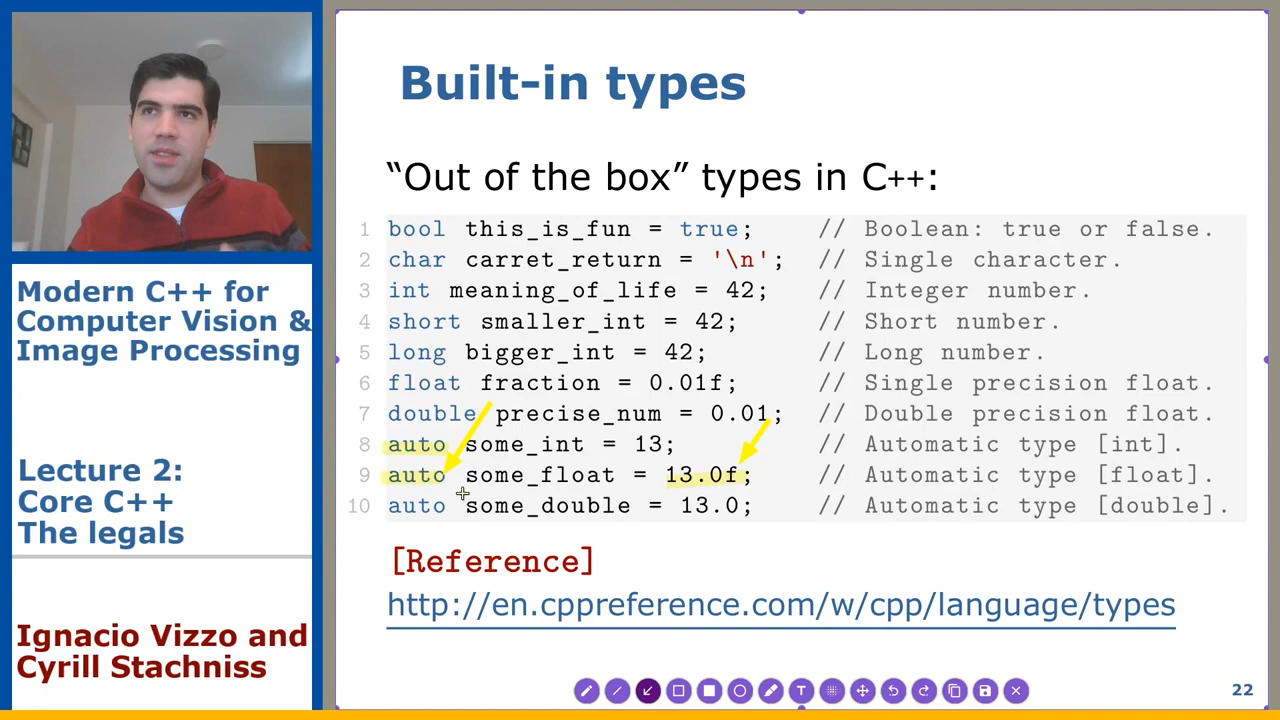 Built-in types
“Out of the box” types in C++:
1 bool this_is_fun = true; // Boolean: true or false.
2 char carret_return = '\n'; // Single character.
3 int meaning_of_life = 42; // Integer number.
4 short smaller_int = 42; // Short number.
5 long bigger_int = 42; // Long number.
6 float fraction = 0.01f; // Single precision float.
7 double precise_num = 0.01; // Double precision float.
8 auto some_int = 13; // Automatic type [int].
9 auto some_float = 13.0f; // Automatic type [float].
10 auto some_double = 13.0; // Automatic type [double].
[Reference]
http://en.cppreference.com/w/cpp/language/types
Modern C++ for
Computer Vision &
Image Processing
Lecture 2:
Core C++
The legals
Ignacio Vizzo and
Cyrill Stachniss
T
22